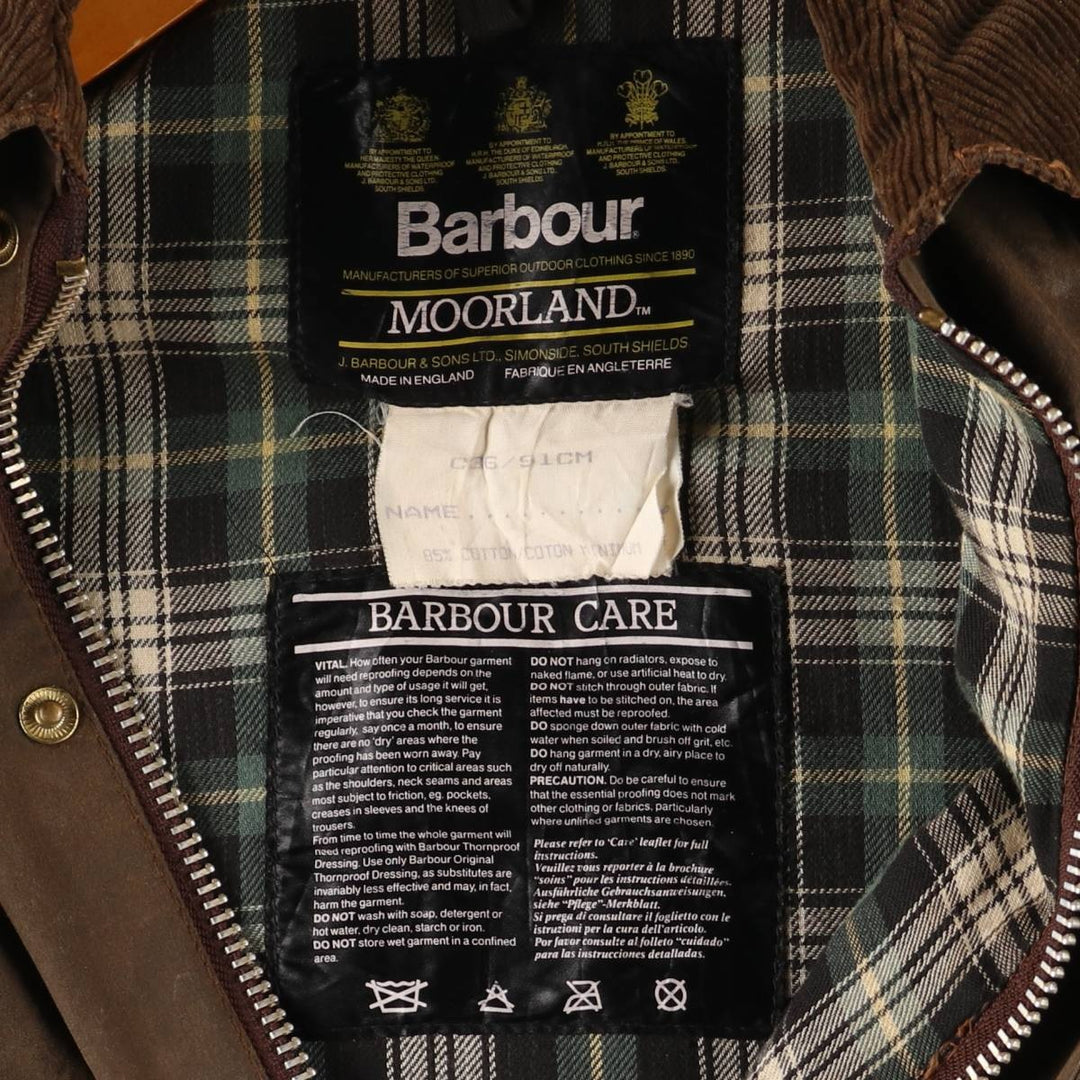 BY APPOINTMENT TO
HER MAJESTY THE QUEEN
MANUFACTURERS OF WATERPROOF
AND PROTECTIVE CLOTHING
J. BARBOUR & SONS LTD.
SOUTH SHIELDS
BY APPOINTMENT TO
H.R.H. THE DUKE OF EDINBURGH
MANUFACTURERS OF WATERPROOF
AND PROTECTIVE CLOTHING
J. BARBOUR & SONS LTD.
SOUTH SHIELDS
BY APPOINTMENT TO
H.R.H. THE PRINCE OF WALES
MANUFACTURERS OF WATERPROOF
AND PROTECTIVE CLOTHING
J. BARBOUR & SONS LTD.
SOUTH SHIELDS
Barbour®
MANUFACTURERS OF SUPERIOR OUTDOOR CLOTHING SINCE 1890
MOORLAND™
J. BARBOUR & SONS LTD., SIMONSIDE, SOUTH SHIELDS
MADE IN ENGLAND FABRIQUE EN ANGLETERRE
C36/91CM
NAME............
85% COTTON/COTON MINIMUM
BARBOUR CARE
VITAL. How often your Barbour garment
will need reproofing depends on the
amount and type of usage it will get,
however, to ensure its long service it is
imperative that you check the garment
regularly, say once a month, to ensure
there are no 'dry' areas where the
proofing has been worn away. Pay
particular attention to critical areas such
as the shoulders, neck seams and areas
most subject to friction, eg. pockets,
creases in sleeves and the knees of
trousers.
From time to time the whole garment will
need reproofing with Barbour Thornproof
Dressing. Use only Barbour Original
Thornproof Dressing, as substitutes are
invariably less effective and may, in fact,
harm the garment.
DO NOT wash with soap, detergent or
hot water, dry clean, starch or iron.
DO NOT store wet garment in a confined
area.
DO NOT hang on radiators, expose to
naked flame, or use artificial heat to dry.
DO NOT stitch through outer fabric. If
items have to be stitched on, the area
affected must be reproofed.
DO sponge down outer fabric with cold
water when soiled and brush off grit, etc.
DO hang garment in a dry, airy place to
dry off naturally.
PRECAUTION. Do be careful to ensure
that the essential proofing does not mark
other clothing or fabrics, particularly
where unlined garments are chosen.
Please refer to 'Care' leaflet for full
instructions.
Veuillez vous reporter à la brochure
"soins" pour les instructions détaillées.
Ausführliche Gebrauchsanweisungen,
siehe "Pflege"-Merkblatt.
Si prega di consultare il foglietto con le
istruzioni per la cura dell'articolo.
Por favor consulte al folleto "cuidado"
para las instrucciones detalladas.